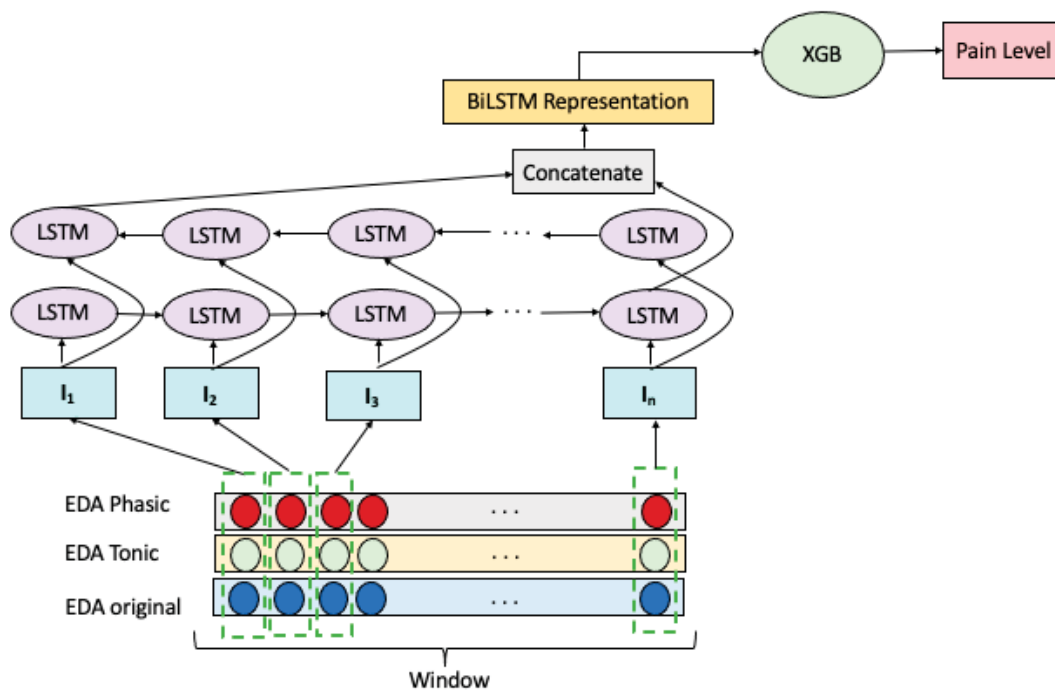 XGB
Pain Level
BiLSTM Representation
Concatenate
LSTM LSTM LSTM ... LSTM
LSTM LSTM LSTM ... LSTM
I₁ I₂ I₃ Iₙ
EDA Phasic ...
EDA Tonic ...
EDA original ...
Window